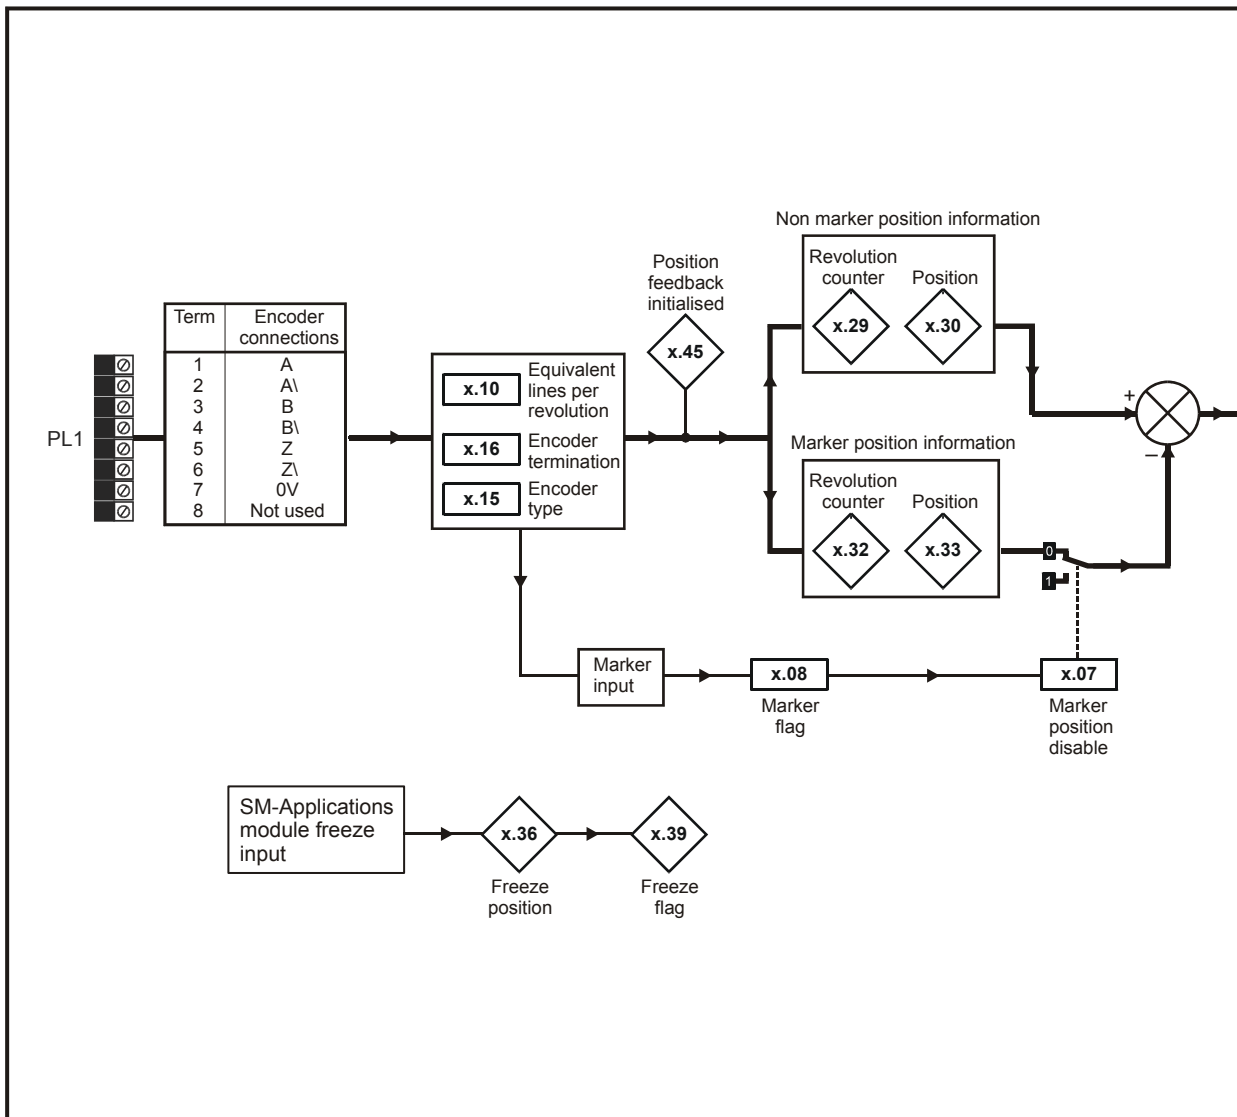 Non marker position information
Revolution
counter
Position
x.29
x.30
Position
feedback
initialised
x.45
Term
Encoder
connections
1
A
2
A\
3
B
4
B\
5
Z
6
Z\
7
0V
8
Not used
PL1
x.10
Equivalent
lines per
revolution
x.16
Encoder
termination
x.15
Encoder
type
+
–
Marker position information
Revolution
counter
Position
x.32
x.33
0
1
Marker
input
x.08
Marker
flag
x.07
Marker
position
disable
SM-Applications
module freeze
input
x.36
Freeze
position
x.39
Freeze
flag